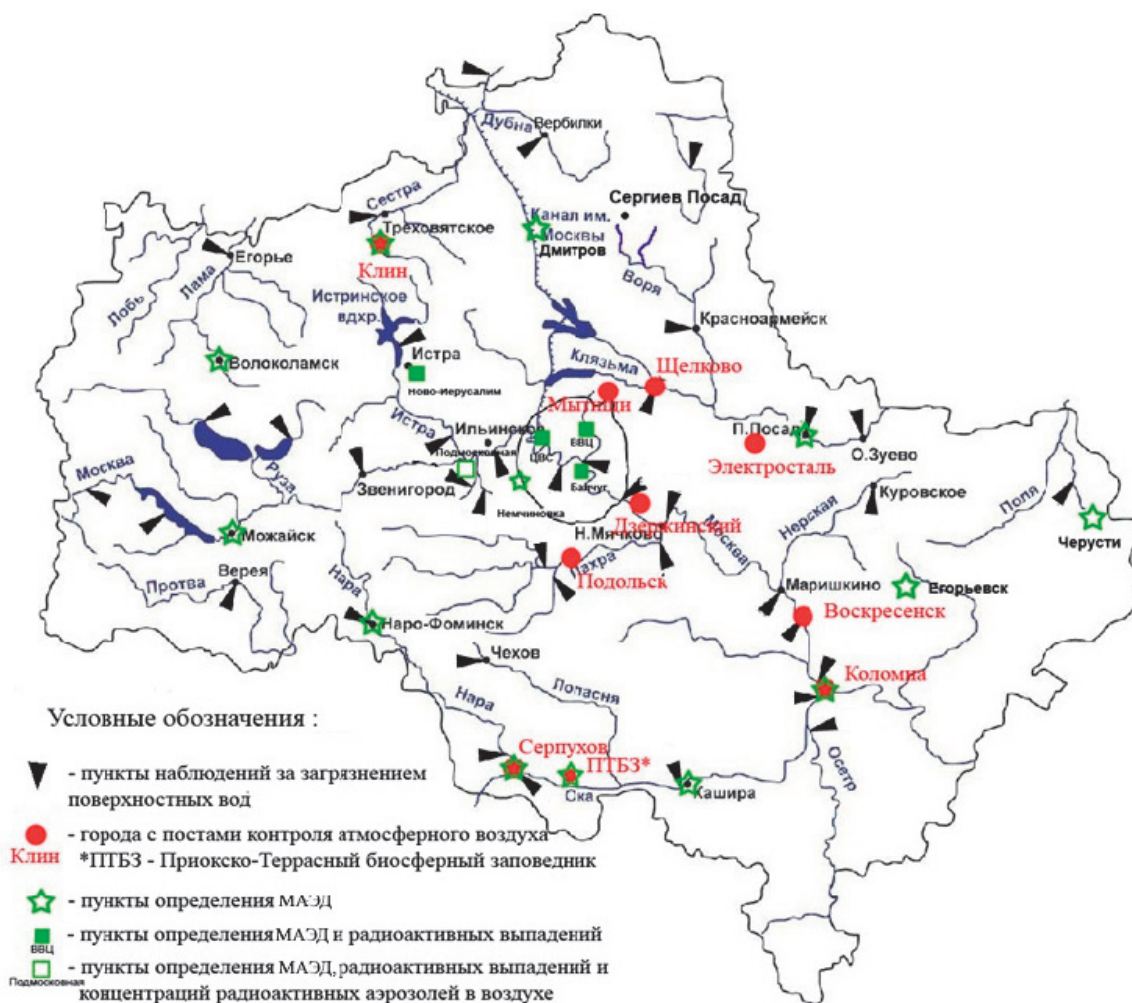 Дубна
Вербилки
Сестра
Сергиев Посад
Канал им.
Москвы
Дмитров
Треховятское
Клин
Егорье
Лобь
Лама
Воря
Истринское
вдхр.
Красноармейск
Волоколамск
Истра
Ново-Иерусалим
Клязьма
Щелково
Мытищи
Истра
Ильинское
Подмосковная
ЦВС
ВВЦ
Балчуг
П.Посад
О.Зуево
Электросталь
Москва
Руза
Звенигород
Немчиновка
Куровское
Поля
Черусти
Дзержинский
Н.Мячково
Москва
Нерская
Можайск
Верея
Протва
Нара
Пахра
Подольск
Маришкино
Егорьевск
Воскресенск
Наро-Фоминск
Чехов
Лопасня
Коломна
Нара
Серпухов
ПТБЗ*
Ока
Кашира
Осетр
Условные обозначения :
- пункты наблюдений за загрязнением
поверхностных вод
- города с постами контроля атмосферного воздуха
Клин *ПТБЗ - Приокско-Террасный биосферный заповедник
- пункты определения МАЭД
- пункты определения МАЭД и радиоактивных выпадений
ВВЦ
- пункты определения МАЭД, радиоактивных выпадений и
Подмосковная
концентраций радиоактивных аэрозолей в воздухе